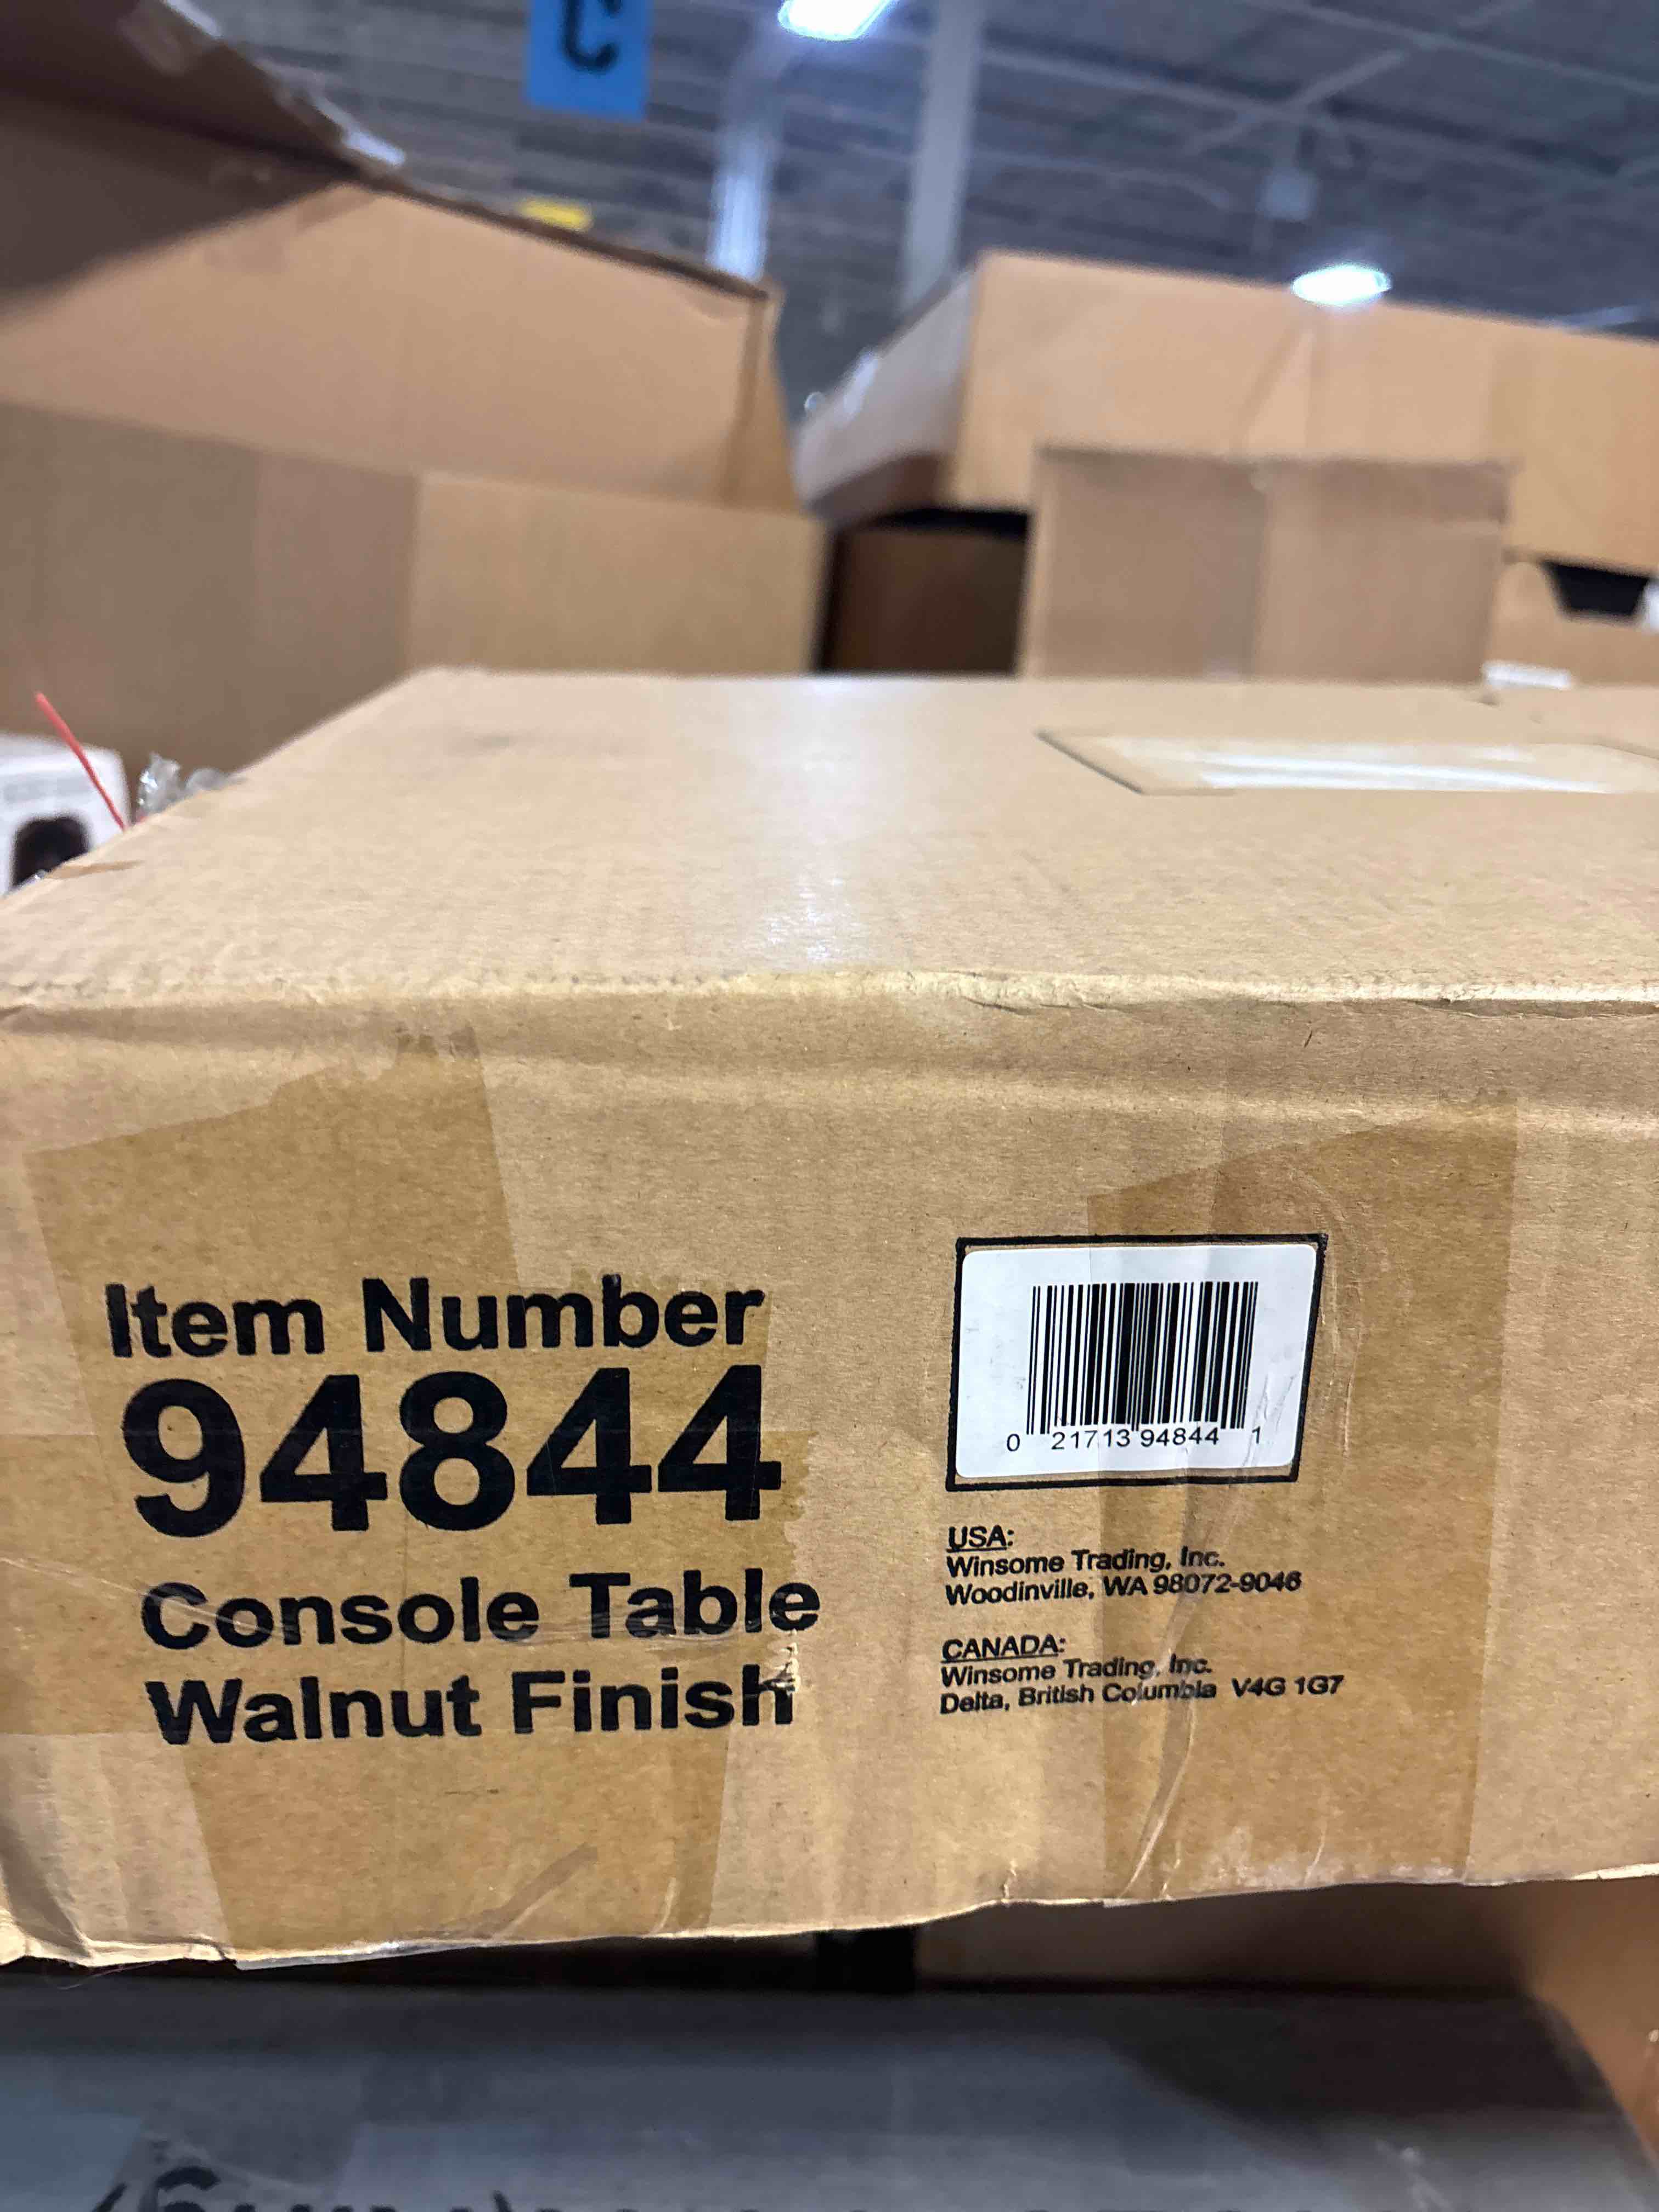 C
Item Number
94844
Console Table
Walnut Finish
0 21713 94844 1
USA:
Winsome Trading, Inc.
Woodinville, WA 98072-9046
CANADA:
Winsome Trading, Inc.
Delta, British Columbia V4G 1G7